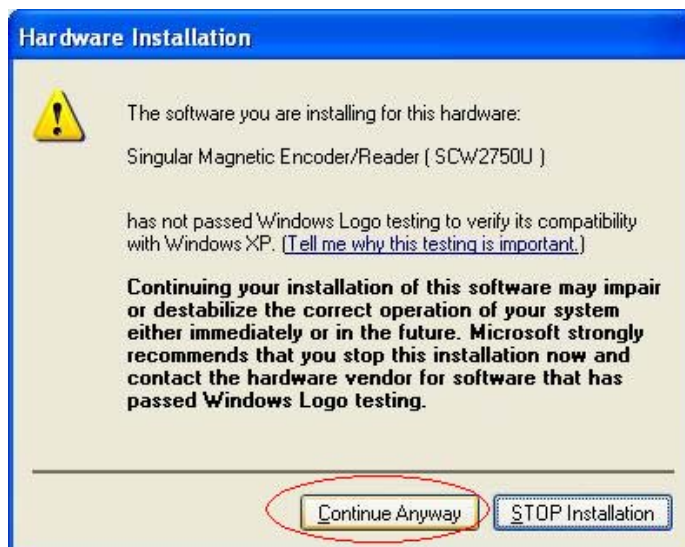 Hardware Installation
The software you are installing for this hardware:
Singular Magnetic Encoder/Reader ( SCW2750U )
has not passed Windows Logo testing to verify its compatibility
with Windows XP. (Tell me why this testing is important.)
Continuing your installation of this software may impair
or destabilize the correct operation of your system
either immediately or in the future. Microsoft strongly
recommends that you stop this installation now and
contact the hardware vendor for software that has
passed Windows Logo testing.
Continue Anyway
STOP Installation